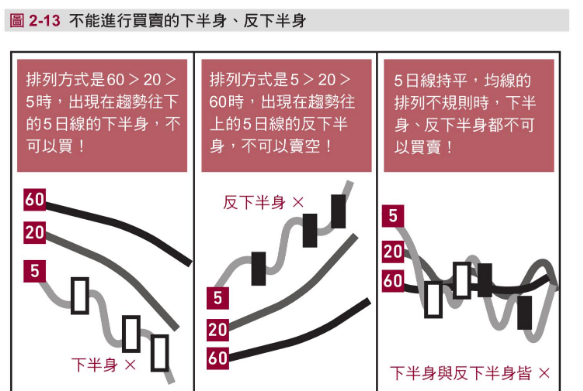 圖 2-13 不能進行買賣的下半身、反下半身
排列方式是60＞20＞
5時，出現在趨勢往下
的5日線的下半身，不
可以買！
60
20
5
下半身 ×
排列方式是5＞20＞
60時，出現在趨勢往
上的5日線的反下半
身，不可以賣空！
反下半身 ×
5
20
60
5日線持平，均線的
排列不規則時，下半
身、反下半身都不可
以買賣！
5
20
60
下半身與反下半身皆 ×